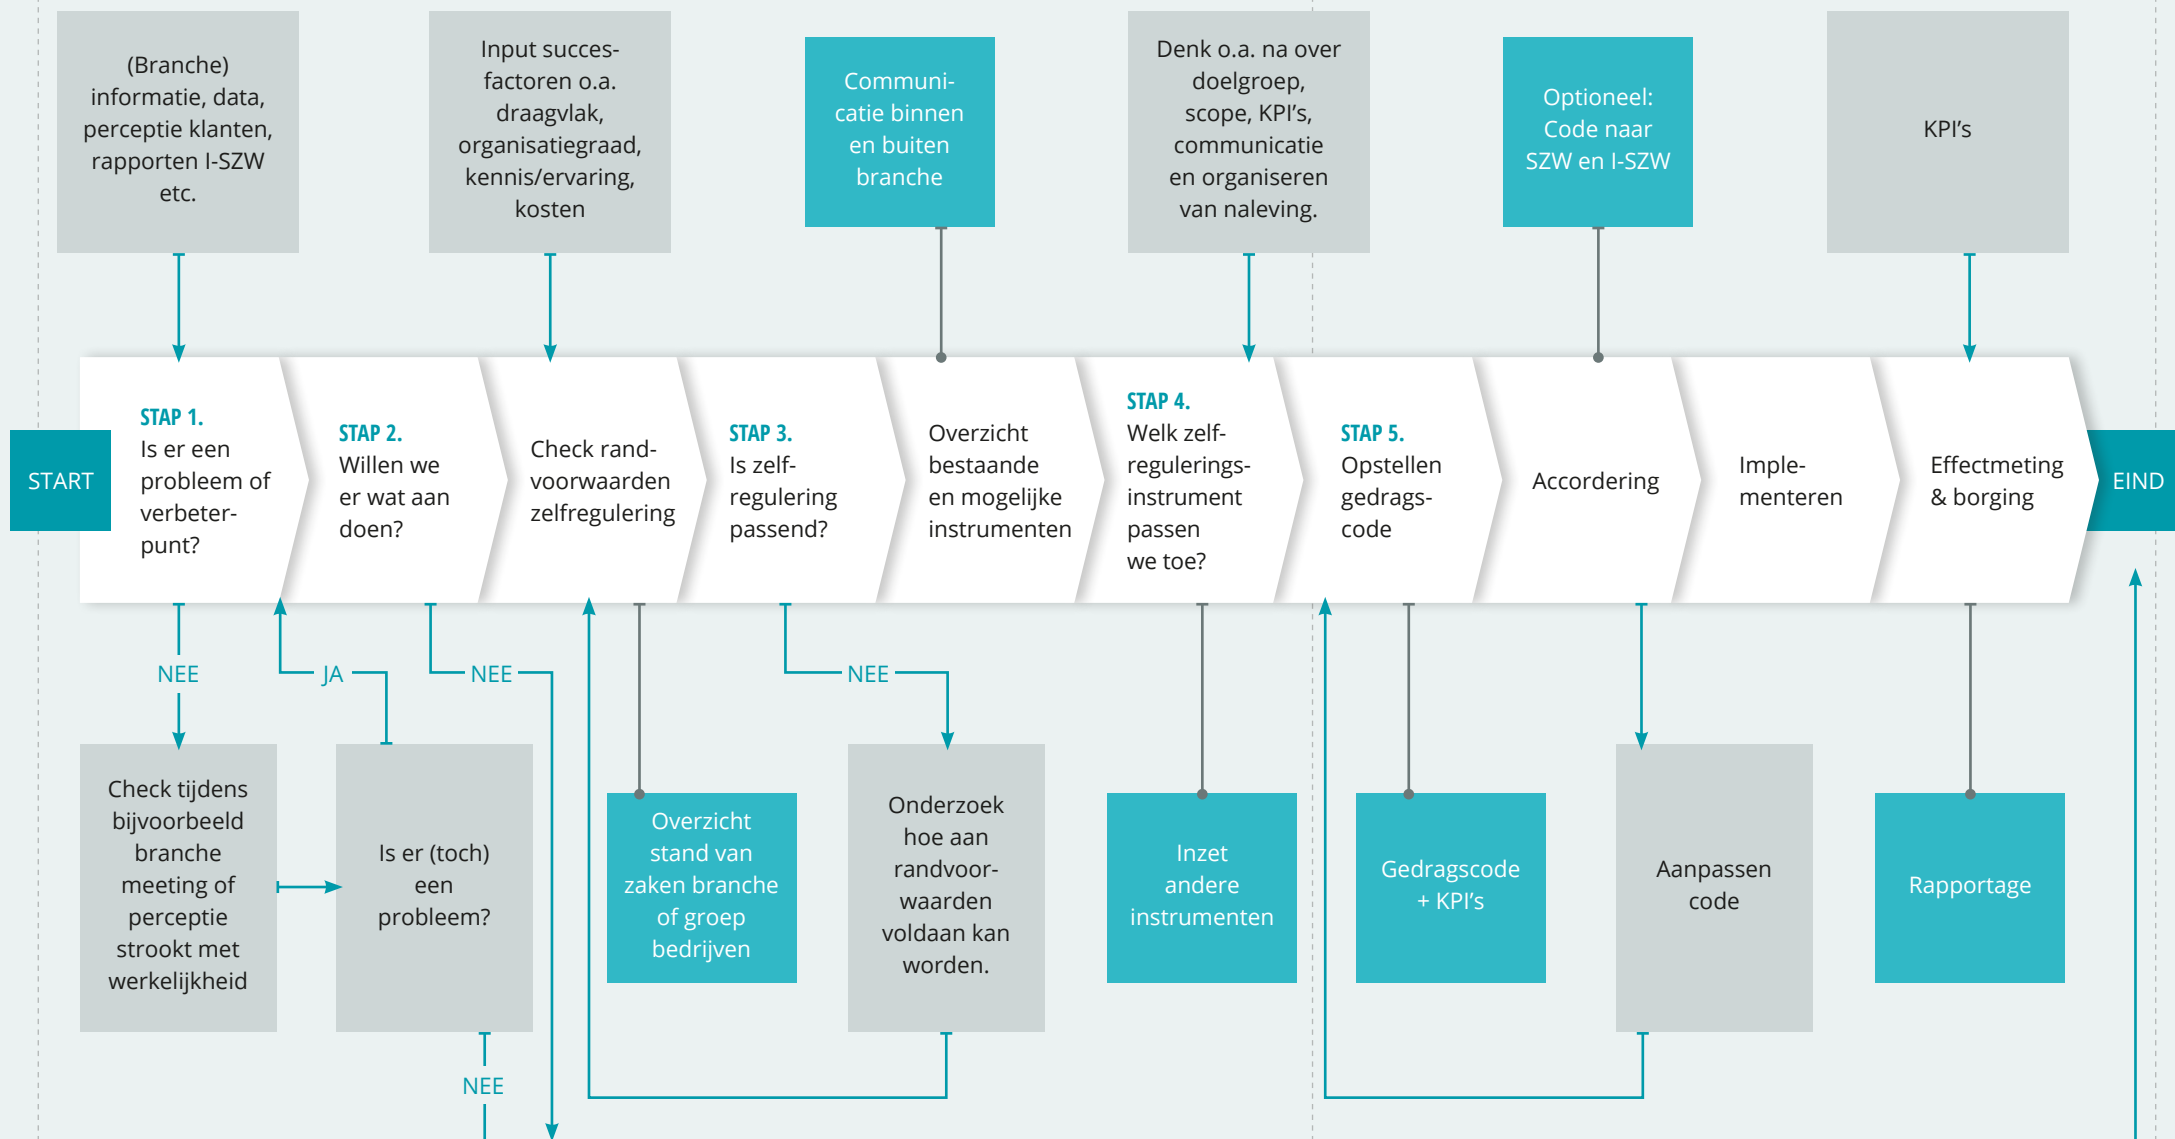 (Branche)
informatie, data,
perceptie klanten,
rapporten I-SZW
etc.
Input succes-
factoren o.a.
draagvlak,
organisatiegraad,
kennis/ervaring,
kosten
Communi-
catie binnen
en buiten
branche
Denk o.a. na over
doelgroep,
scope, KPI’s,
communicatie
en organiseren
van naleving.
Optioneel:
Code naar
SZW en I-SZW
KPI’s
START
STAP 1.
Is er een
probleem of
verbeter-
punt?
STAP 2.
Willen we
er wat aan
doen?
Check rand-
voorwaarden
zelfregulering
STAP 3.
Is zelf-
regulering
passend?
Overzicht
bestaande
en mogelijke
instrumenten
STAP 4.
Welk zelf-
regulerings-
instrument
passen
we toe?
STAP 5.
Opstellen
gedrags-
code
Accordering
Imple-
menteren
Effectmeting
& borging
EIND
NEE
JA
NEE
NEE
Check tijdens
bijvoorbeeld
branche
meeting of
perceptie
strookt met
werkelijkheid
Is er (toch)
een
probleem?
Overzicht
stand van
zaken branche
of groep
bedrijven
Onderzoek
hoe aan
randvoor-
waarden
voldaan kan
worden.
Inzet
andere
instrumenten
Gedragscode
+ KPI’s
Aanpassen
code
Rapportage
NEE